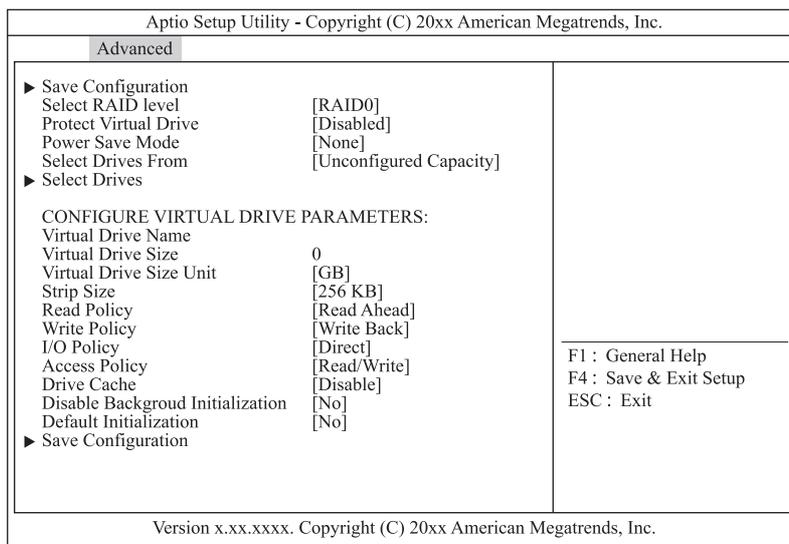 Aptio Setup Utility - Copyright (C) 20xx American Megatrends, Inc.
Advanced
▶ Save Configuration
Select RAID level [RAID0]
Protect Virtual Drive [Disabled]
Power Save Mode [None]
Select Drives From [Unconfigured Capacity]
▶ Select Drives
CONFIGURE VIRTUAL DRIVE PARAMETERS:
Virtual Drive Name
Virtual Drive Size 0
Virtual Drive Size Unit [GB]
Strip Size [256 KB]
Read Policy [Read Ahead]
Write Policy [Write Back]
I/O Policy [Direct]
Access Policy [Read/Write]
Drive Cache [Disable]
Disable Backgroud Initialization [No]
Default Initialization [No]
▶ Save Configuration
F1 : General Help
F4 : Save & Exit Setup
ESC : Exit
Version x.xx.xxxx. Copyright (C) 20xx American Megatrends, Inc.